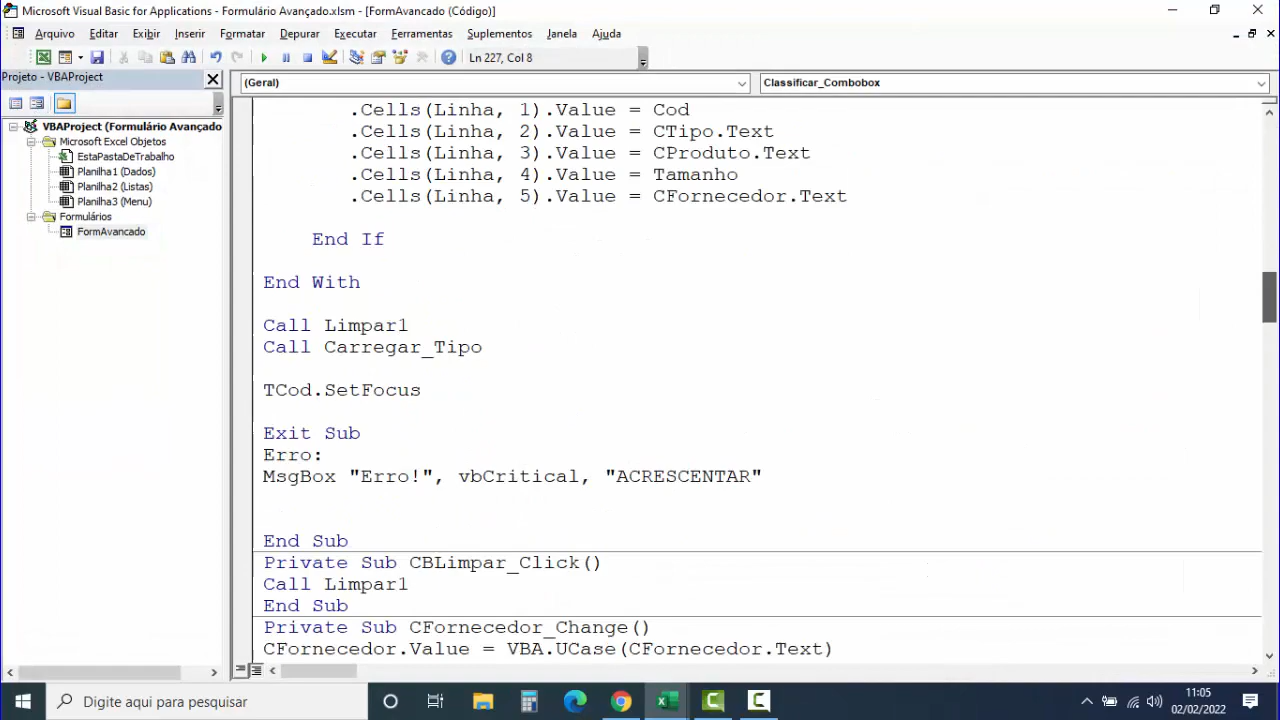 Microsoft Visual Basic for Applications - Formulário Avançado.xlsm - [FormAvancado (Código)]
Arquivo Editar Exibir Inserir Formatar Depurar Executar Ferramentas Suplementos Janela Ajuda
Ln 227, Col 8
Projeto - VBAProject
(Geral)
Classificar_Combobox
VBAProject (Formulário Avançado
Microsoft Excel Objetos
EstaPastaDeTrabalho
Planilha1 (Dados)
Planilha2 (Listas)
Planilha3 (Menu)
Formulários
FormAvancado
.Cells(Linha, 1).Value = Cod
.Cells(Linha, 2).Value = CTipo.Text
.Cells(Linha, 3).Value = CProduto.Text
.Cells(Linha, 4).Value = Tamanho
.Cells(Linha, 5).Value = CFornecedor.Text
End If
End With
Call Limpar1
Call Carregar_Tipo
TCod.SetFocus
Exit Sub
Erro:
MsgBox "Erro!", vbCritical, "ACRESCENTAR"
End Sub
Private Sub CBLimpar_Click()
Call Limpar1
End Sub
Private Sub CFornecedor_Change()
CFornecedor.Value = VBA.UCase(CFornecedor.Text)
Digite aqui para pesquisar
11:05
02/02/2022